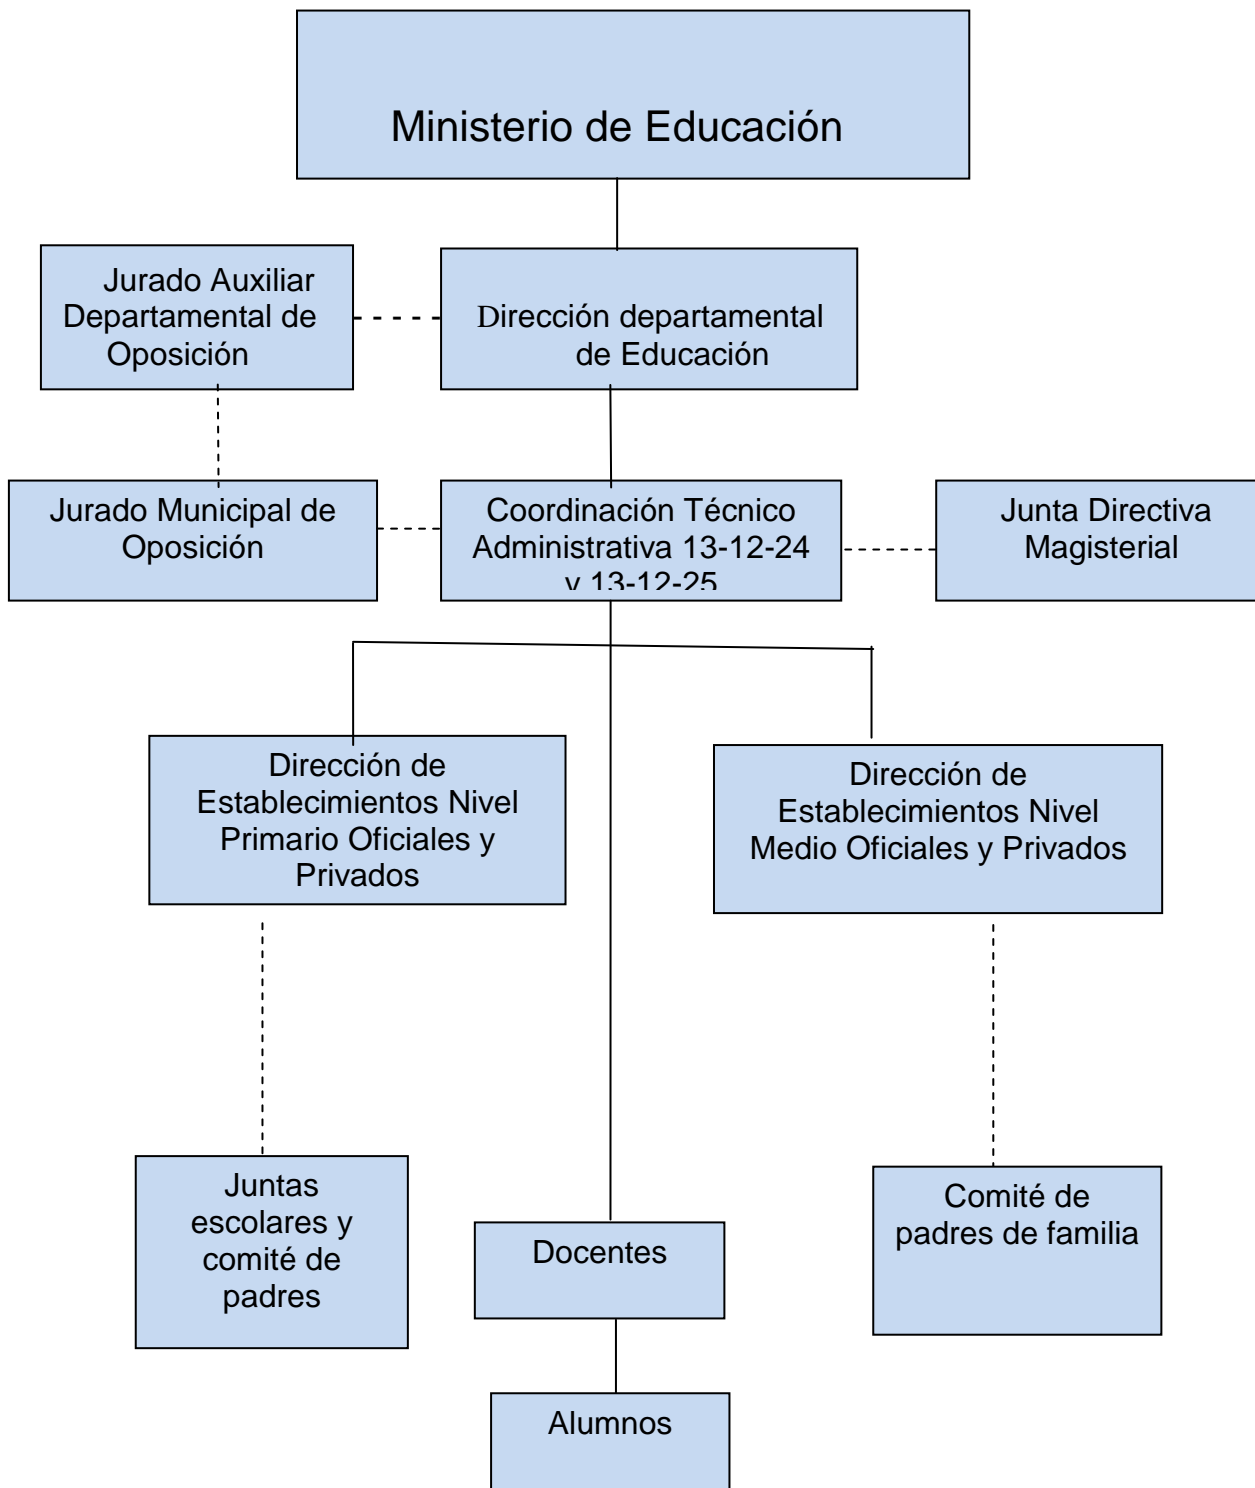 Ministerio de Educación
Jurado Auxiliar
Departamental de
Oposición
Dirección departamental
de Educación
Jurado Municipal de
Oposición
Coordinación Técnico
Administrativa 13-12-24
y 13-12-25
Junta Directiva
Magisterial
Dirección de
Establecimientos Nivel
Primario Oficiales y
Privados
Dirección de
Establecimientos Nivel
Medio Oficiales y Privados
Juntas
escolares y
comité de
padres
Docentes
Comité de
padres de familia
Alumnos